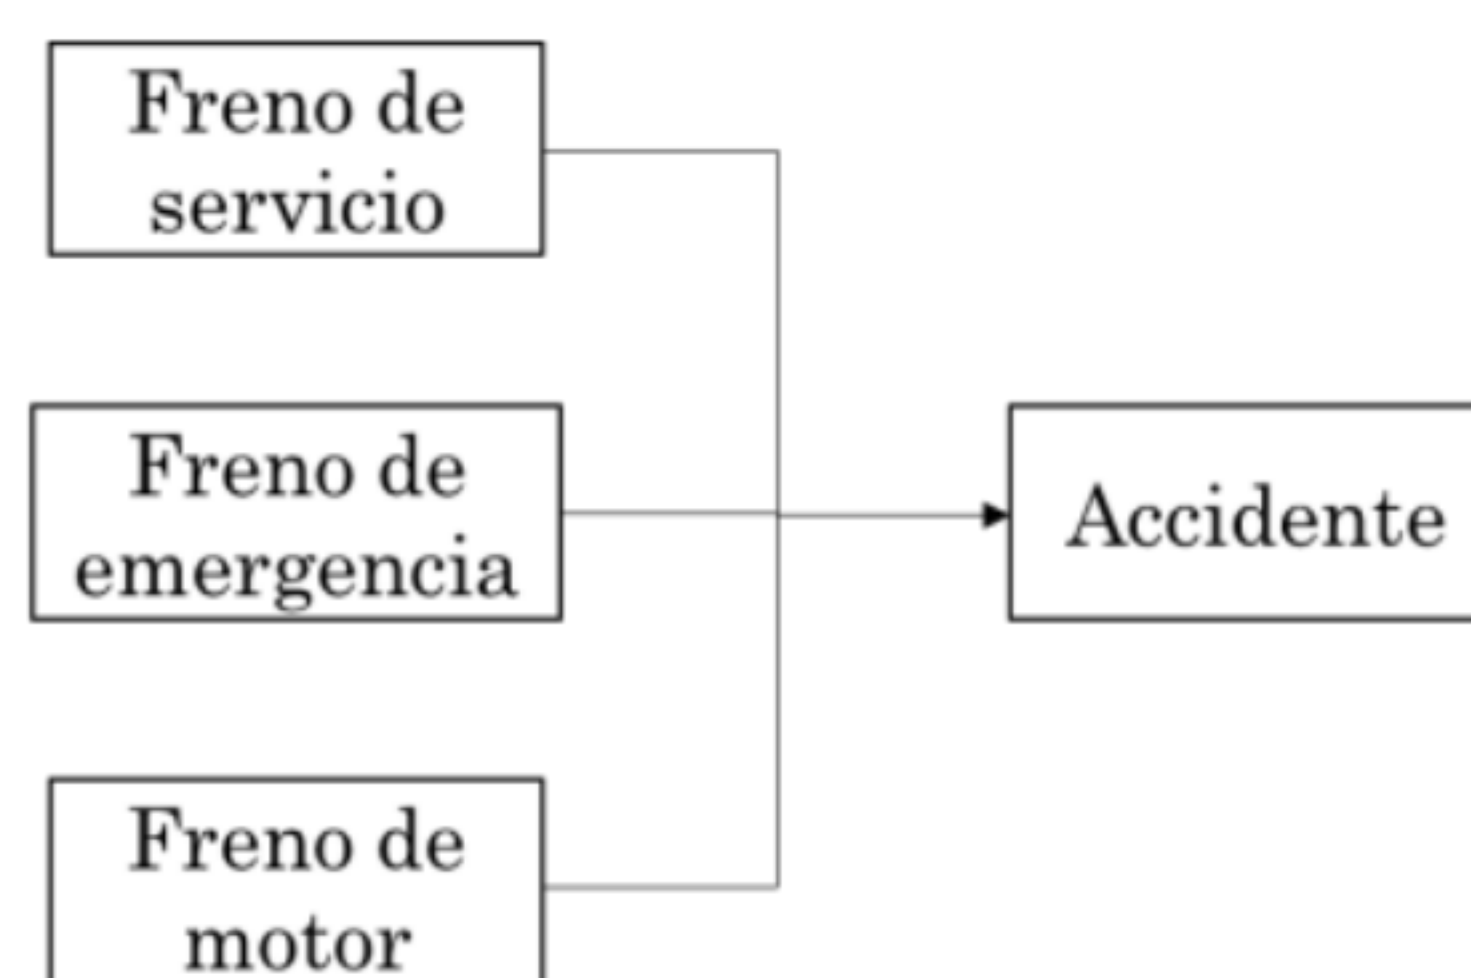 Freno de
servicio
Freno de
emergencia
Accidente
Freno de
motor